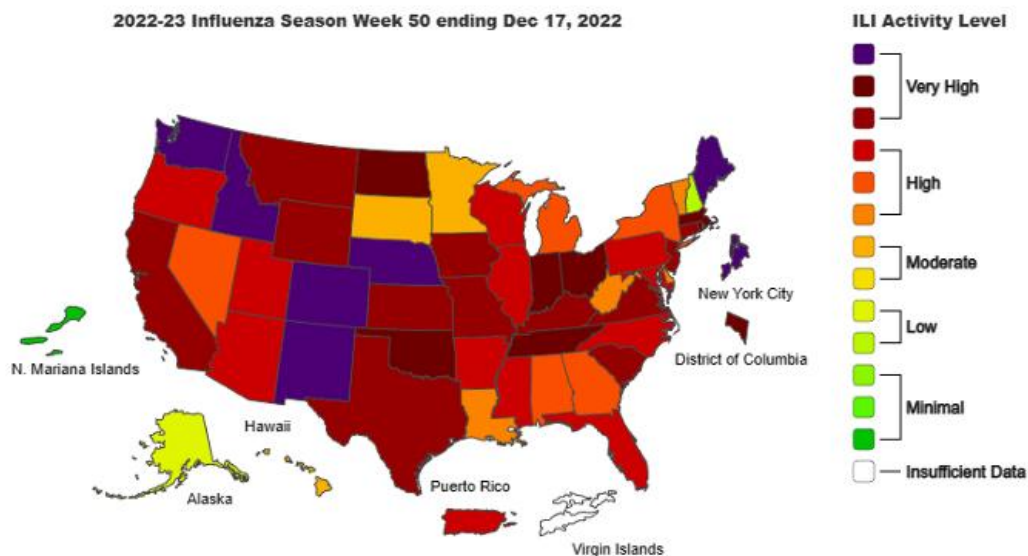 2022-23 Influenza Season Week 50 ending Dec 17, 2022
ILI Activity Level
Very High
High
Moderate
Low
Minimal
Insufficient Data
New York City
District of Columbia
N. Mariana Islands
Hawaii
Alaska
Puerto Rico
Virgin Islands